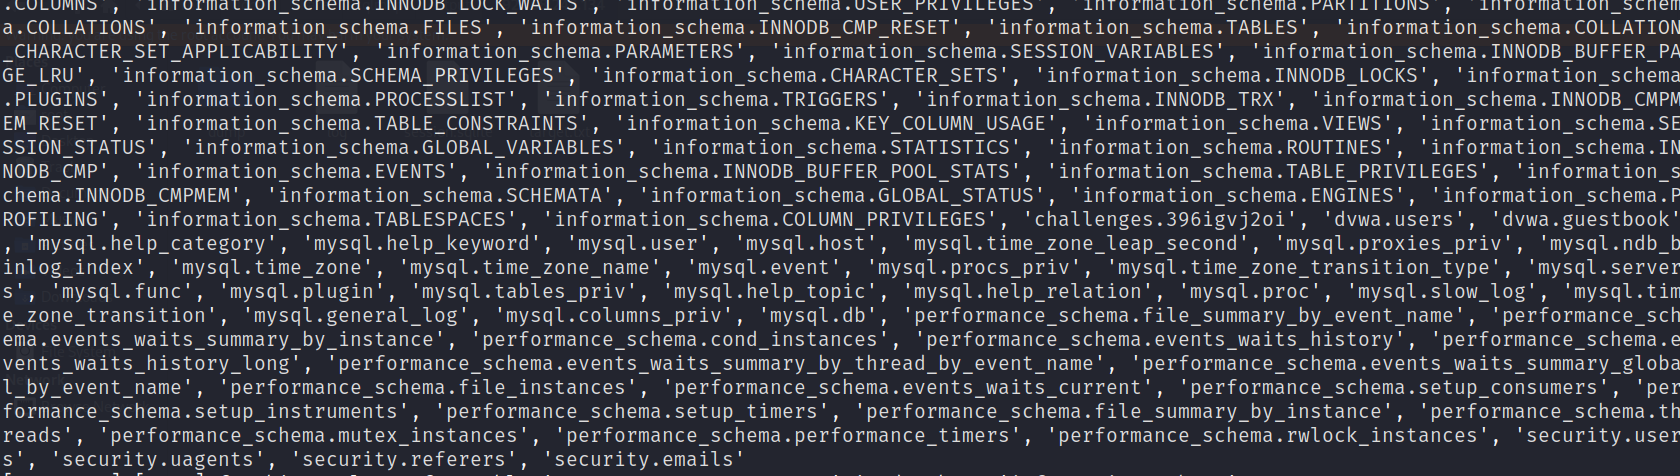 .COLUMNS', 'information_schema.INNODB_LOCK_WAITS', 'information_schema.USER_PRIVILEGES', 'information_schema.PARTITIONS', 'information_schem
a.COLLATIONS', 'information_schema.FILES', 'information_schema.INNODB_CMP_RESET', 'information_schema.TABLES', 'information_schema.COLLATION
_CHARACTER_SET_APPLICABILITY', 'information_schema.PARAMETERS', 'information_schema.SESSION_VARIABLES', 'information_schema.INNODB_BUFFER_PA
GE_LRU', 'information_schema.SCHEMA_PRIVILEGES', 'information_schema.CHARACTER_SETS', 'information_schema.INNODB_LOCKS', 'information_schema
.PLUGINS', 'information_schema.PROCESSLIST', 'information_schema.TRIGGERS', 'information_schema.INNODB_TRX', 'information_schema.INNODB_CMPM
EM_RESET', 'information_schema.TABLE_CONSTRAINTS', 'information_schema.KEY_COLUMN_USAGE', 'information_schema.VIEWS', 'information_schema.SE
SSION_STATUS', 'information_schema.GLOBAL_VARIABLES', 'information_schema.STATISTICS', 'information_schema.ROUTINES', 'information_schema.IN
NODB_CMP', 'information_schema.EVENTS', 'information_schema.INNODB_BUFFER_POOL_STATS', 'information_schema.TABLE_PRIVILEGES', 'information_s
chema.INNODB_CMPMEM', 'information_schema.SCHEMATA', 'information_schema.GLOBAL_STATUS', 'information_schema.ENGINES', 'information_schema.P
ROFILING', 'information_schema.TABLESPACES', 'information_schema.COLUMN_PRIVILEGES', 'challenges.396igvj2oi', 'dvwa.users', 'dvwa.guestbook'
, 'mysql.help_category', 'mysql.help_keyword', 'mysql.user', 'mysql.host', 'mysql.time_zone_leap_second', 'mysql.proxies_priv', 'mysql.ndb_b
inlog_index', 'mysql.time_zone', 'mysql.time_zone_name', 'mysql.event', 'mysql.procs_priv', 'mysql.time_zone_transition_type', 'mysql.server
s', 'mysql.func', 'mysql.plugin', 'mysql.tables_priv', 'mysql.help_topic', 'mysql.help_relation', 'mysql.proc', 'mysql.slow_log', 'mysql.tim
e_zone_transition', 'mysql.general_log', 'mysql.columns_priv', 'mysql.db', 'performance_schema.file_summary_by_event_name', 'performance_sch
ema.events_waits_summary_by_instance', 'performance_schema.cond_instances', 'performance_schema.events_waits_history', 'performance_schema.e
vents_waits_history_long', 'performance_schema.events_waits_summary_by_thread_by_event_name', 'performance_schema.events_waits_summary_globa
l_by_event_name', 'performance_schema.file_instances', 'performance_schema.events_waits_current', 'performance_schema.setup_consumers', 'per
formance_schema.setup_instruments', 'performance_schema.setup_timers', 'performance_schema.file_summary_by_instance', 'performance_schema.th
reads', 'performance_schema.mutex_instances', 'performance_schema.performance_timers', 'performance_schema.rwlock_instances', 'security.user
s', 'security.uagents', 'security.referers', 'security.emails'